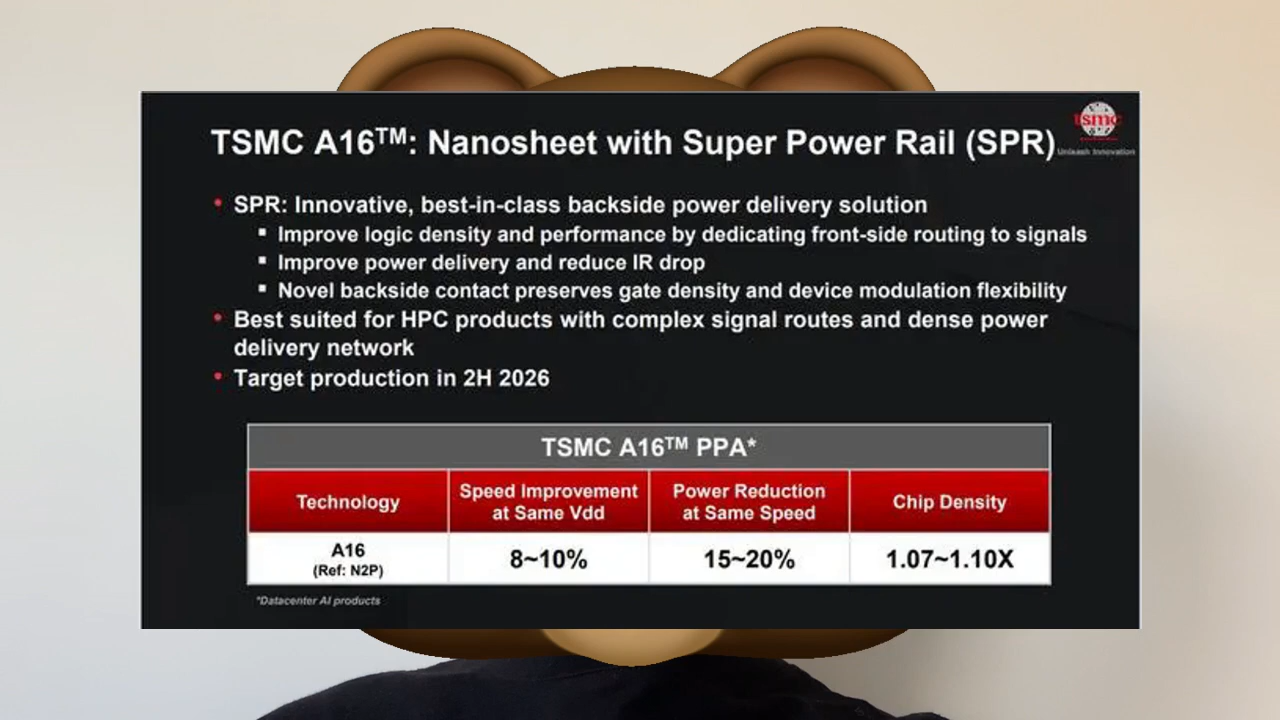 TSMC A16™: Nanosheet with Super Power Rail (SPR)
tsmc
Unleash Innovation
• SPR: Innovative, best-in-class backside power delivery solution
▪ Improve logic density and performance by dedicating front-side routing to signals
▪ Improve power delivery and reduce IR drop
▪ Novel backside contact preserves gate density and device modulation flexibility
• Best suited for HPC products with complex signal routes and dense power
delivery network
• Target production in 2H 2026
TSMC A16™ PPA*
Technology
Speed Improvement
at Same Vdd
Power Reduction
at Same Speed
Chip Density
A16
(Ref: N2P)
8~10%
15~20%
1.07~1.10X
*Datacenter AI products